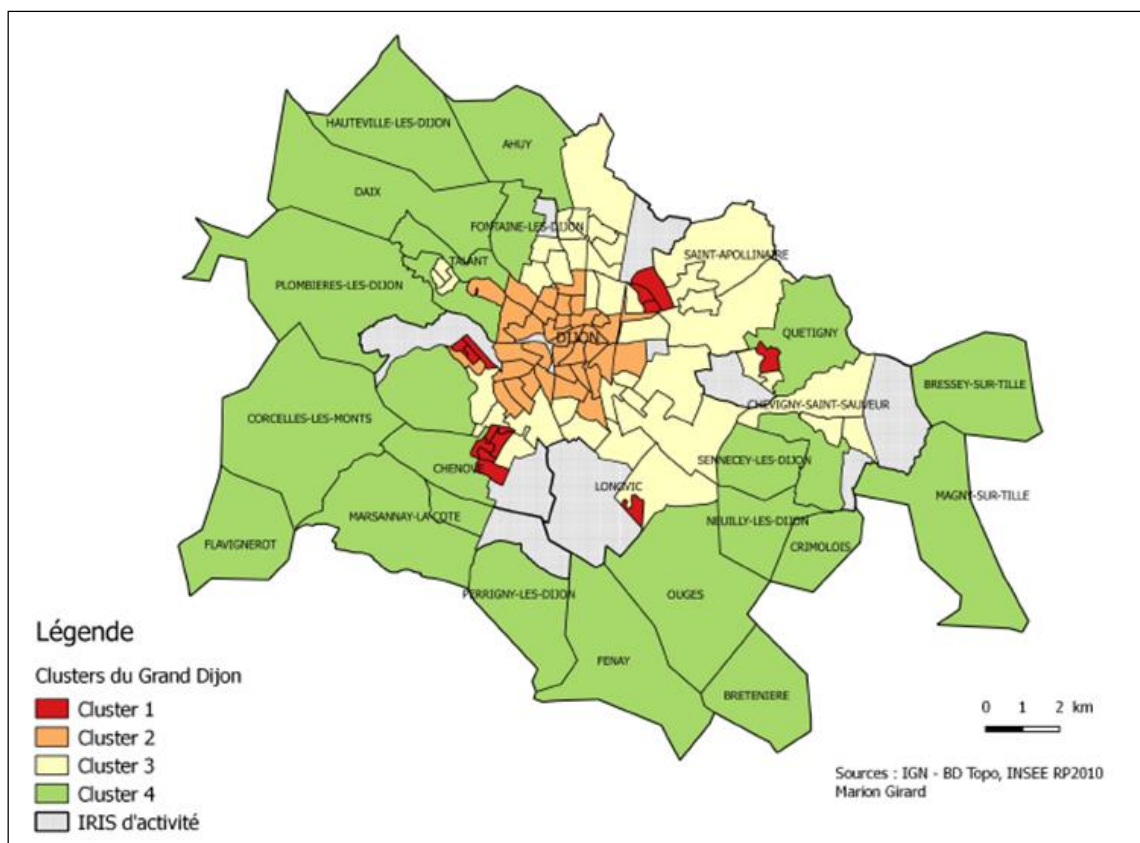 HAUTEVILLE-LES-DIJON
AHUY
DAIX
FONTAINE-LES-DIJON
SAINT-APOLLINAIRE
TALANT
PLOMBIERES-LES-DIJON
DIJON
QUETIGNY
BRESSEY-SUR-TILLE
CHEVIGNY-SAINT-SAUVEUR
CORCELLES-LES-MONTS
CHENOVE
SENNECEY-LES-DIJON
LONGVIC
MAGNY-SUR-TILLE
MARSANNAY-LA-COTE
NEUILLY-LES-DIJON
FLAVIGNEROT
CRIMOLOIS
PERRIGNY-LES-DIJON
OUGES
FENAY
BRETENIERE
Légende
Clusters du Grand Dijon
Cluster 1
Cluster 2
Cluster 3
Cluster 4
IRIS d'activité
0 1 2 km
Sources : IGN - BD Topo, INSEE RP2010
Marion Girard